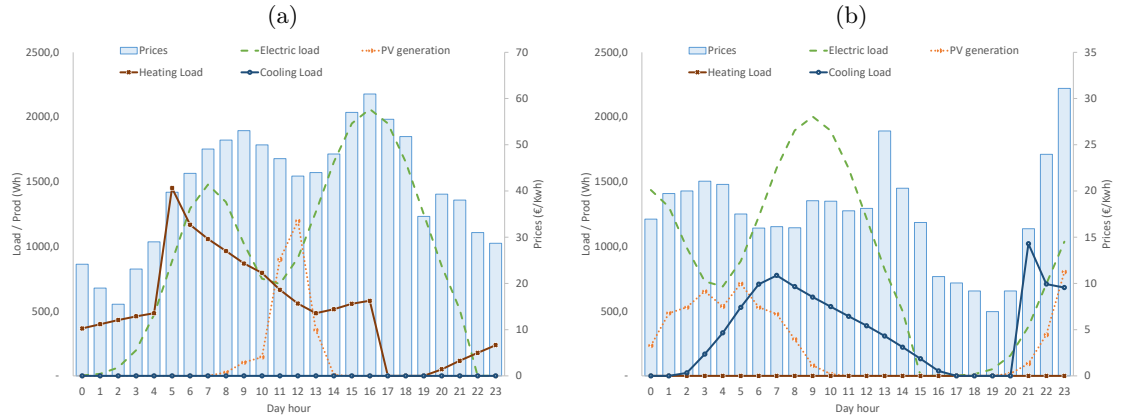 (a)
Prices Electric load PV generation
Heating Load Cooling Load
2500,0
2000,0
1500,0
1000,0
500,0
-
Load / Prod (Wh)
70
60
50
40
30
20
10
0
Prices (€/Kwh)
0 1 2 3 4 5 6 7 8 9 10 11 12 13 14 15 16 17 18 19 20 21 22 23
Day hour
(b)
Prices Electric load PV generation
Heating Load Cooling Load
2500,0
2000,0
1500,0
1000,0
500,0
-
Load / Prod (Wh)
35
30
25
20
15
10
5
0
Prices (€/Kwh)
0 1 2 3 4 5 6 7 8 9 10 11 12 13 14 15 16 17 18 19 20 21 22 23
Day hour